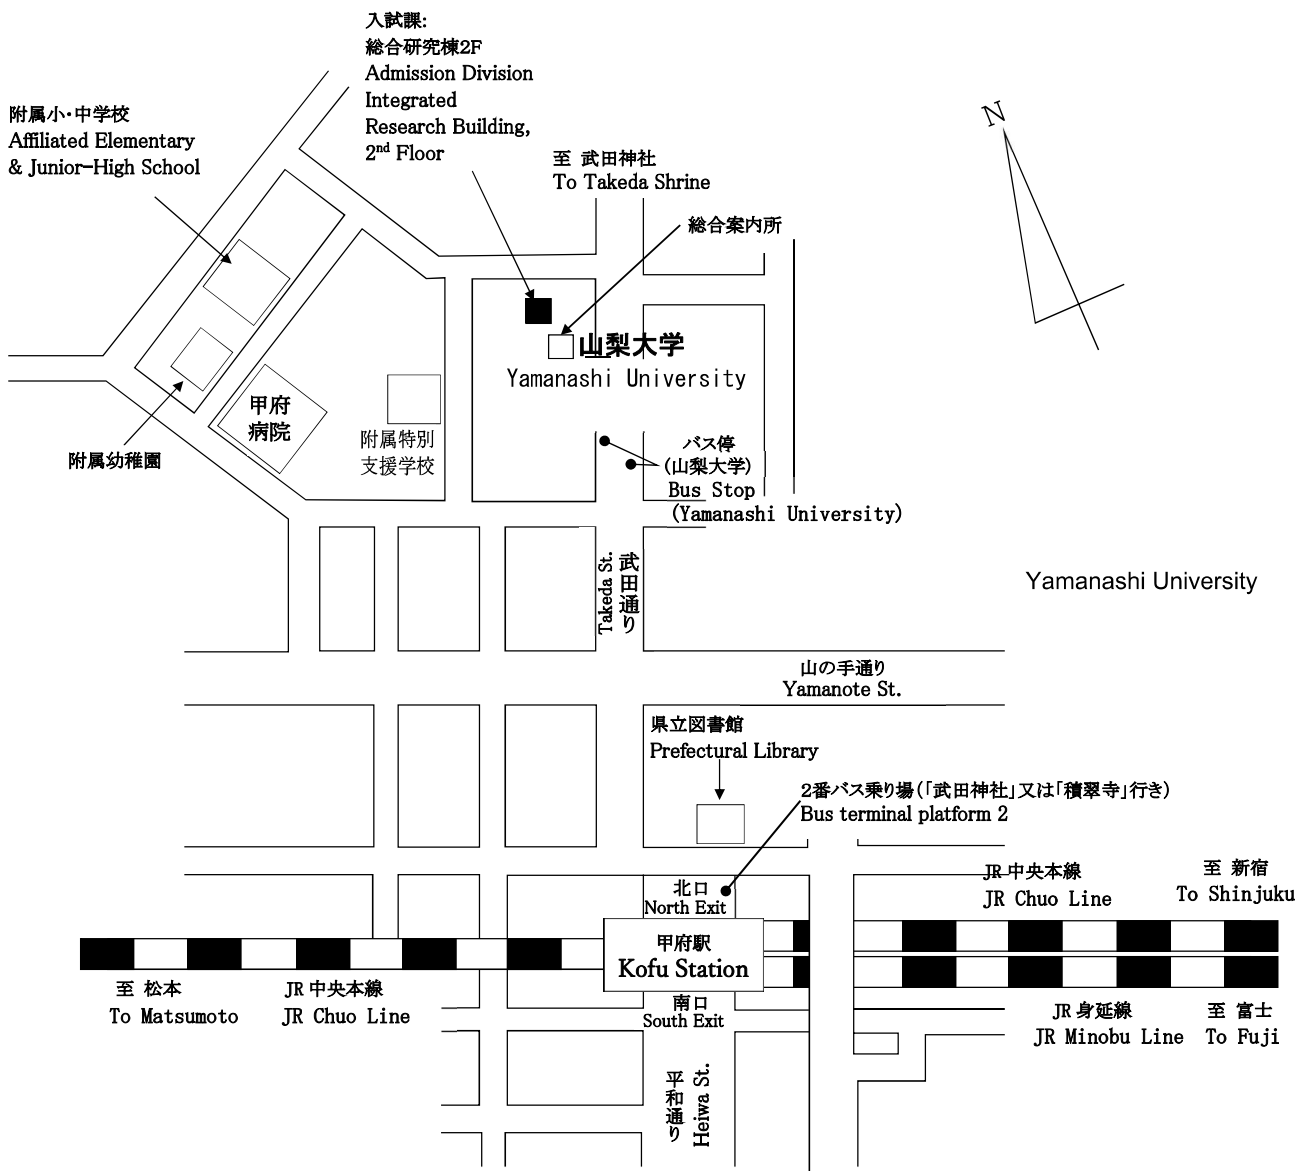 入試課:
総合研究棟2F
Admission Division
Integrated
Research Building,
2nd Floor
附属小・中学校
Affiliated Elementary
& Junior-High School
至 武田神社
To Takeda Shrine
N
総合案内所
山梨大学
Yamanashi University
甲府
病院
附属特別
支援学校
附属幼稚園
バス停
(山梨大学)
Bus Stop
(Yamanashi University)
武田通り
Takeda St.
Yamanashi University
山の手通り
Yamanote St.
県立図書館
Prefectural Library
2番バス乗り場(「武田神社」又は「積翠寺」行き)
Bus terminal platform 2
北口
North Exit
JR 中央本線
JR Chuo Line
至 新宿
To Shinjuku
甲府駅
Kofu Station
至 松本
To Matsumoto
JR 中央本線
JR Chuo Line
南口
South Exit
JR 身延線
JR Minobu Line
至 富士
To Fuji
平和通り
Heiwa St.